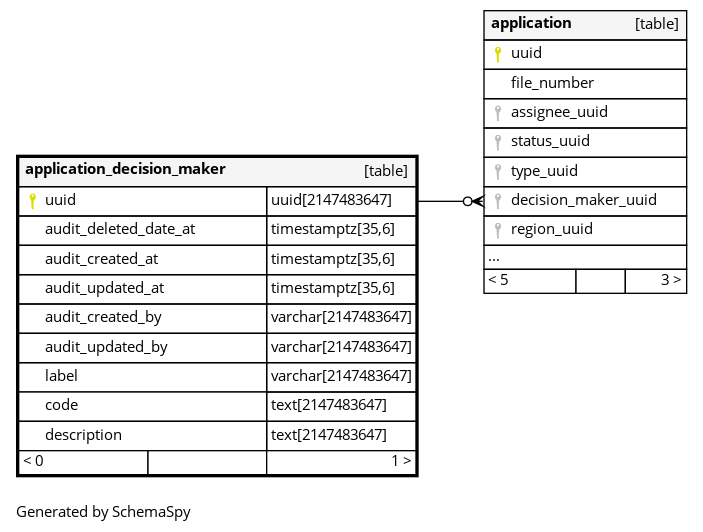 application [table]
uuid
file_number
assignee_uuid
status_uuid
type_uuid
decision_maker_uuid
region_uuid
...
< 5 3 >
application_decision_maker [table]
uuid uuid[2147483647]
audit_deleted_date_at timestamptz[35,6]
audit_created_at timestamptz[35,6]
audit_updated_at timestamptz[35,6]
audit_created_by varchar[2147483647]
audit_updated_by varchar[2147483647]
label varchar[2147483647]
code text[2147483647]
description text[2147483647]
< 0 1 >
Generated by SchemaSpy